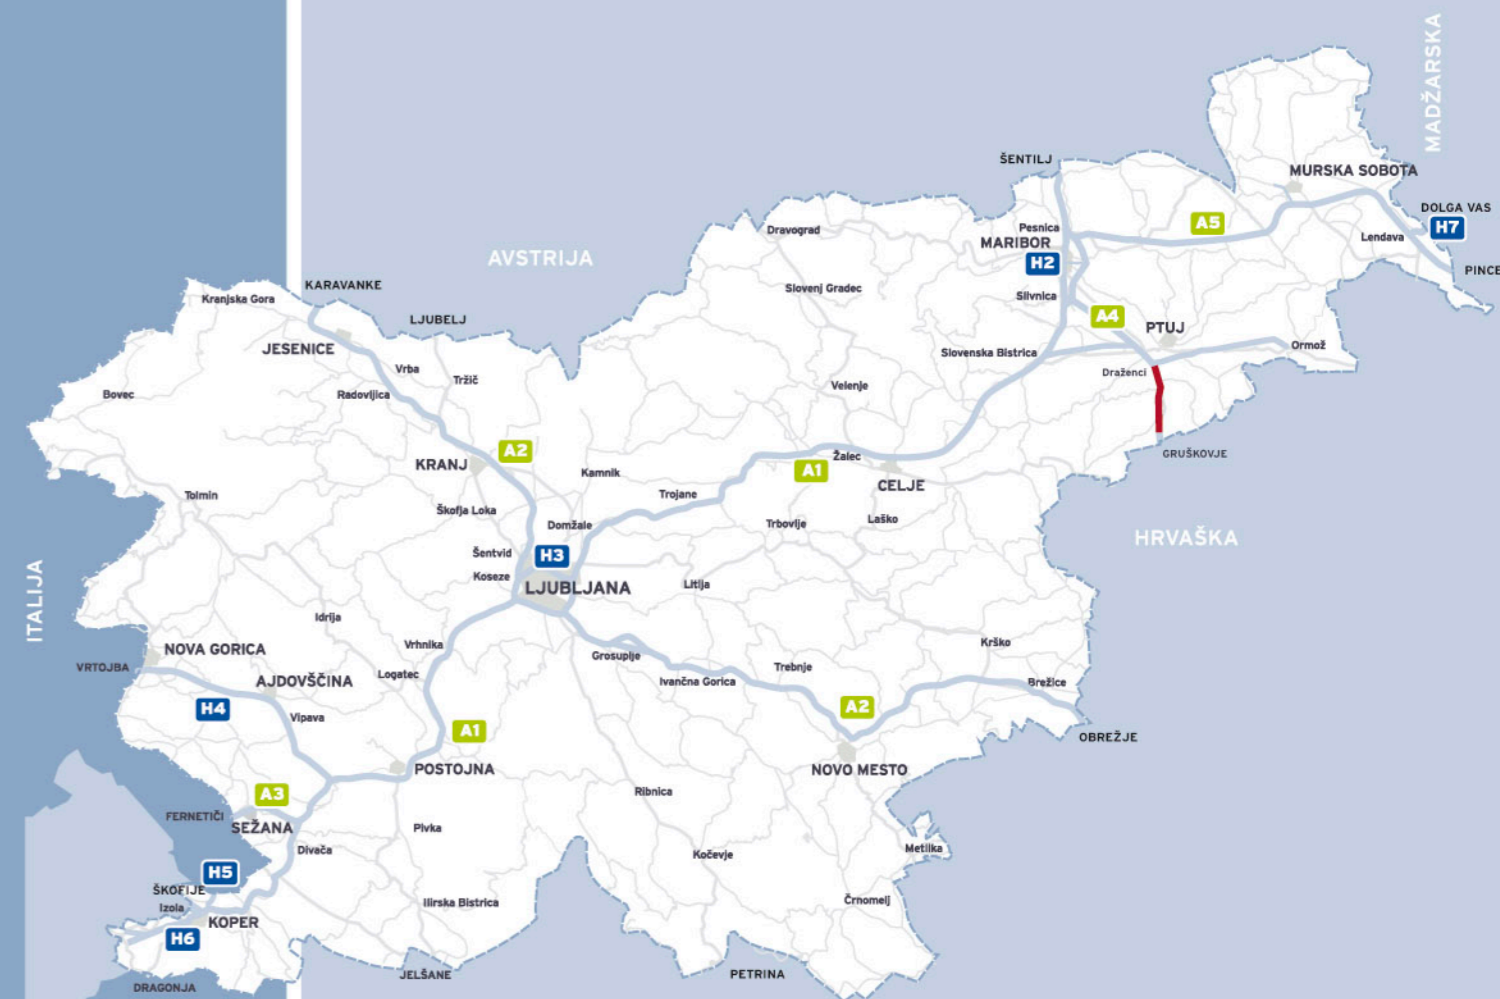 MADŽARSKA
ŠENTILJ
MURSKA SOBOTA
DOLGA VAS
H7
A5
Pesnica
Dravograd
MARIBOR
Lendava
AVSTRIJA
H2
PINCE
KARAVANKE
Kranjska Gora
Slovenj Gradec
Slivnica
A4
LJUBELJ
PTUJ
JESENICE
Ormož
Slovenska Bistrica
Vrba
Tržič
Draženci
Velenje
Bovec
Radovljica
A2
GRUŠKOVJE
Žalec
KRANJ
A1
Kamnik
CELJE
Tolmin
Trojane
Škofja Loka
Laško
Domžale
Trbovlje
HRVAŠKA
Šentvid
H3
Koseze
LJUBLJANA
Litija
ITALIJA
Idrija
Vrhnika
Krško
NOVA GORICA
Grosuplje
VRTOJBA
Trebnje
Logatec
AJDOVŠČINA
Ivančna Gorica
Brežice
H4
A2
Vipava
A1
OBREŽJE
POSTOJNA
NOVO MESTO
A3
Ribnica
FERNETIČI
SEŽANA
Pivka
Divača
Metlika
Kočevje
H5
ŠKOFIJE
Črnomelj
Ilirska Bistrica
Izola
KOPER
H6
JELŠANE
PETRINA
DRAGONJA